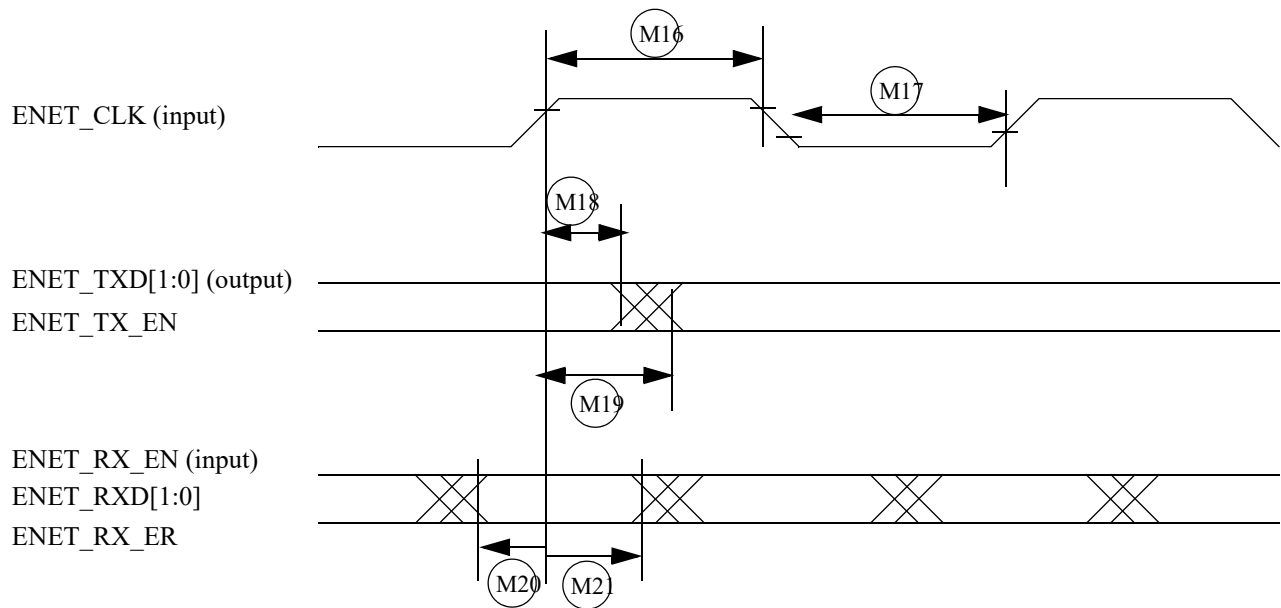 M16
ENET_CLK (input)
M17
M18
ENET_TXD[1:0] (output)
ENET_TX_EN
M19
ENET_RX_EN (input)
ENET_RXD[1:0]
ENET_RX_ER
M20
M21